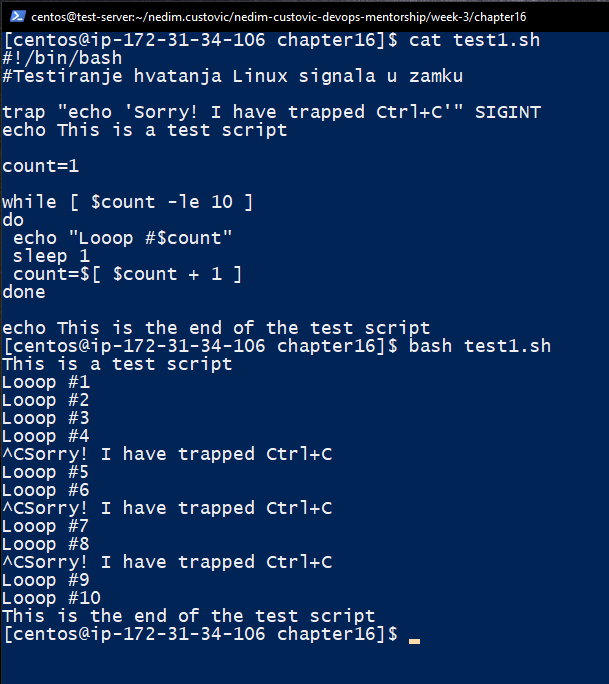 centos@test-server:~/nedim.custovic/nedim-custovic-devops-mentorship/week-3/chapter16
[centos@ip-172-31-34-106 chapter16]$ cat test1.sh
#!/bin/bash
#Testiranje hvatanja Linux signala u zamku

trap "echo 'Sorry! I have trapped Ctrl+C'" SIGINT
echo This is a test script

count=1

while [ $count -le 10 ]
do
 echo "Looop #$count"
 sleep 1
 count=$[ $count + 1 ]
done

echo This is the end of the test script
[centos@ip-172-31-34-106 chapter16]$ bash test1.sh
This is a test script
Looop #1
Looop #2
Looop #3
Looop #4
^CSorry! I have trapped Ctrl+C
Looop #5
Looop #6
^CSorry! I have trapped Ctrl+C
Looop #7
Looop #8
^CSorry! I have trapped Ctrl+C
Looop #9
Looop #10
This is the end of the test script
[centos@ip-172-31-34-106 chapter16]$